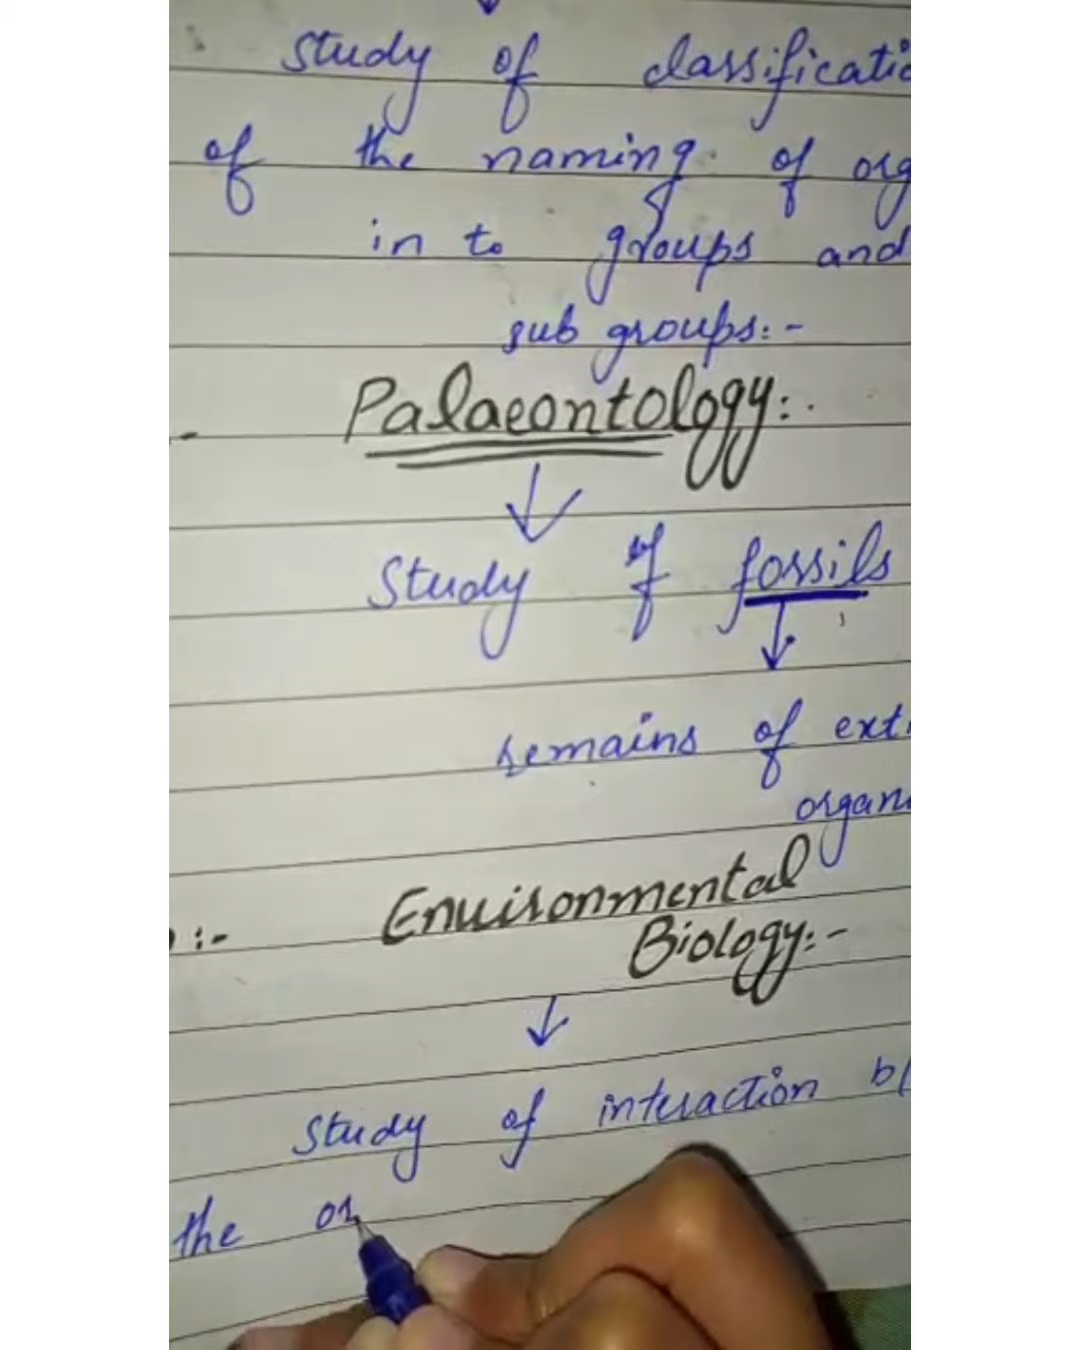 Study of classificatio
of the naming of org
in to groups and
sub groups:-
Palaeontology:-
Study of fossils
remains of ext
organ
:- Environmental
Biology:-
Study of interaction b/
the or